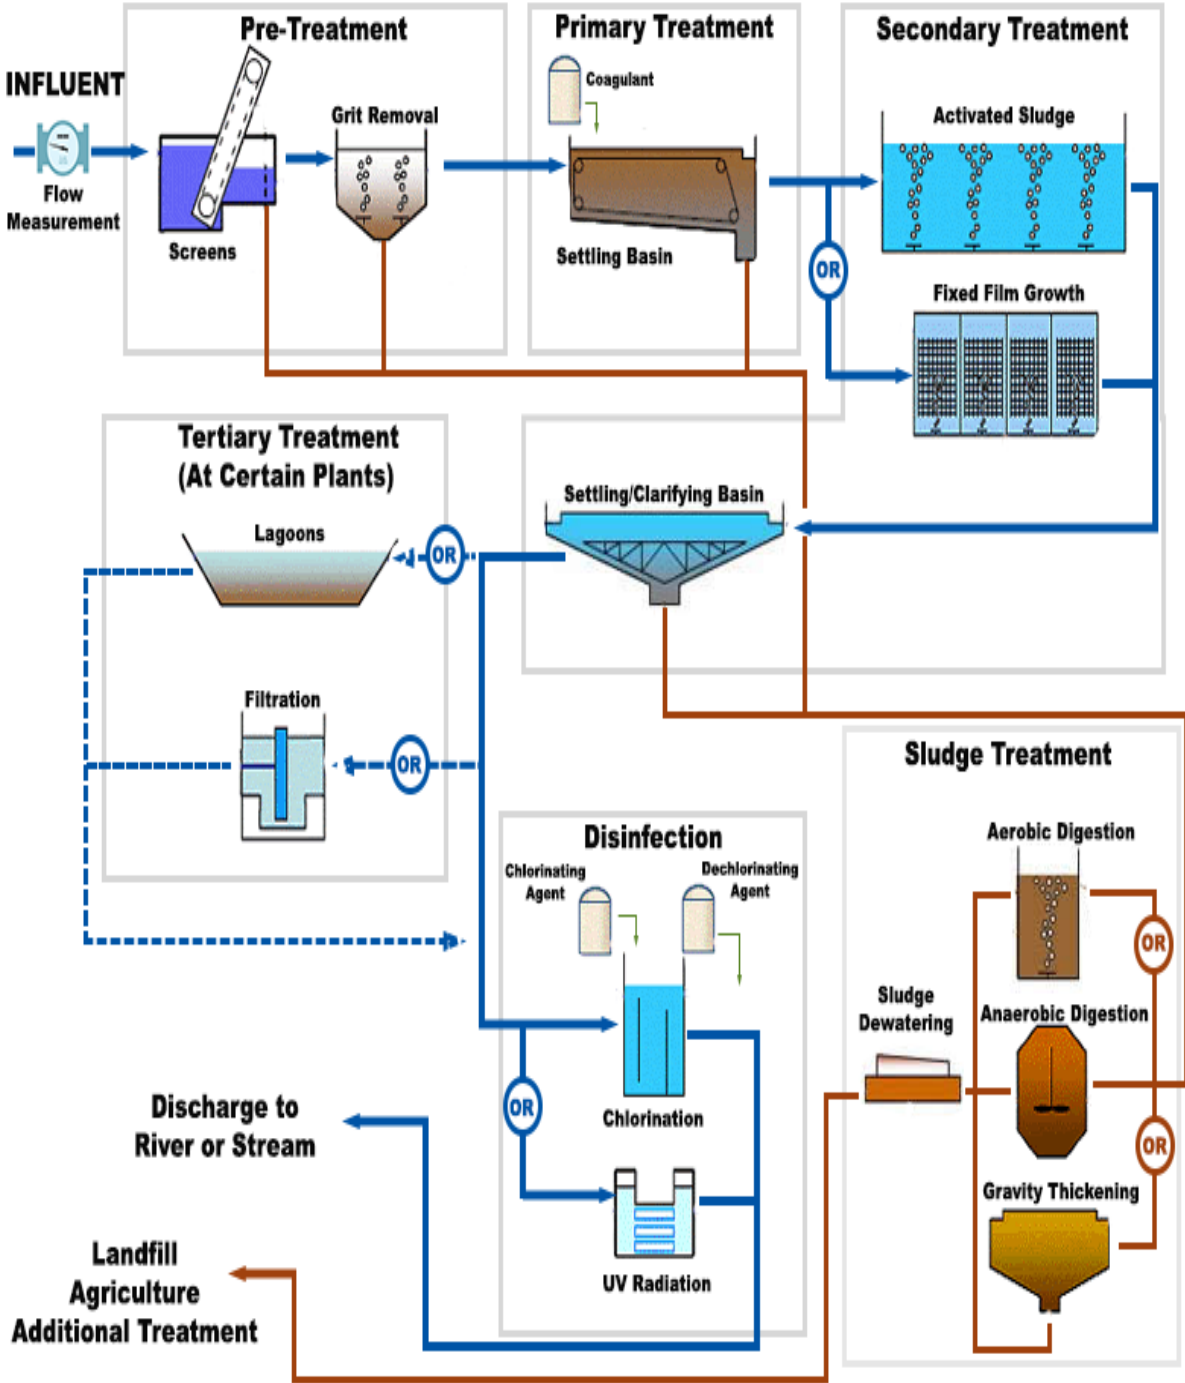 Pre-Treatment
INFLUENT
Flow
Measurement
Screens
Grit Removal
Primary Treatment
Coagulant
Settling Basin
Secondary Treatment
Activated Sludge
OR
Fixed Film Growth
Settling/Clarifying Basin
Tertiary Treatment
(At Certain Plants)
Lagoons
OR
Filtration
OR
Disinfection
Chlorinating
Agent
Dechlorinating
Agent
Chlorination
OR
UV Radiation
Sludge Treatment
Aerobic Digestion
OR
Sludge
Dewatering
Anaerobic Digestion
OR
Gravity Thickening
Discharge to
River or Stream
Landfill
Agriculture
Additional Treatment